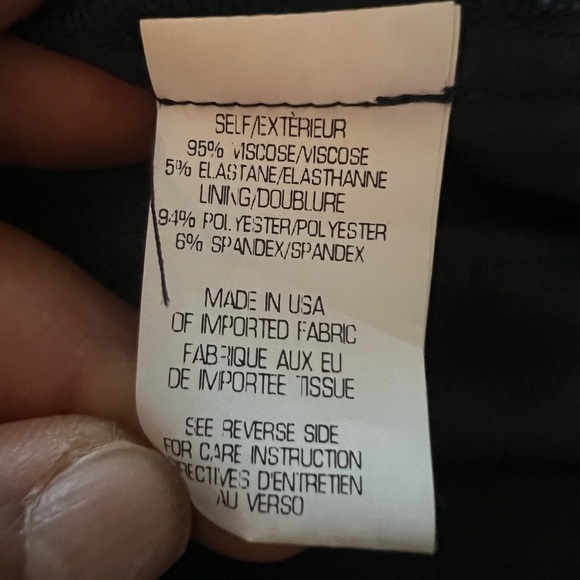 SELF/EXTÈRIEUR
95% VISCOSE/VISCOSE
5% ELASTANE/ELASTHANNE
LINING/DOUBLURE
94% POLYESTER/POLYESTER
6% SPANDEX/SPANDEX
MADE IN USA
OF IMPORTED FABRIC
FABRIQUE AUX EU
DE IMPORTEE TISSUE
SEE REVERSE SIDE
FOR CARE INSTRUCTION
DIRECTIVES D'ENTRETIEN
AU VERSO